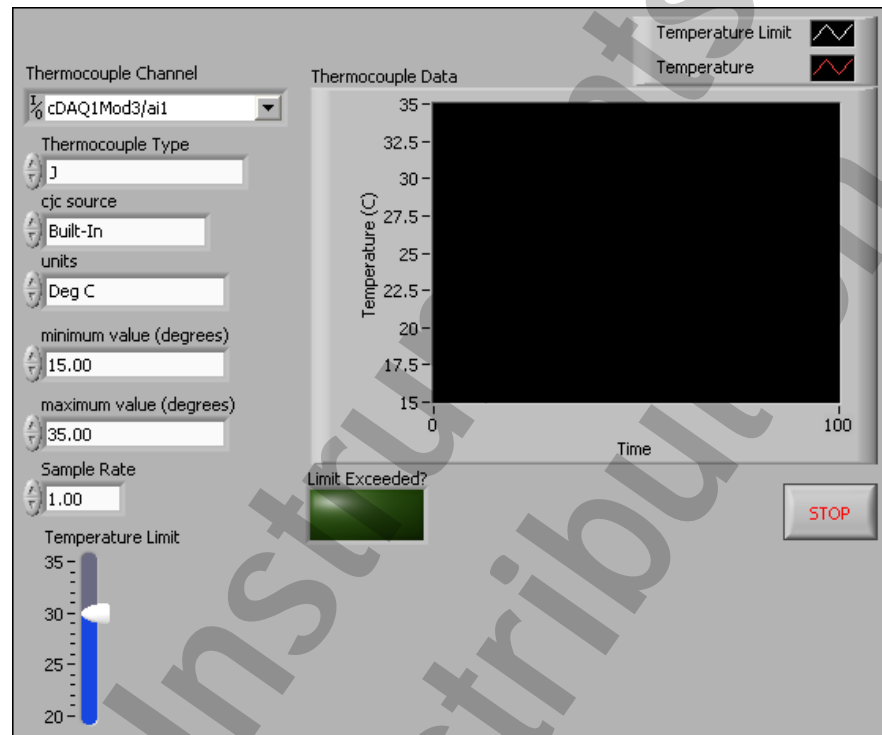 Temperature Limit
Temperature
Thermocouple Channel
I/O cDAQ1Mod3/ai1
Thermocouple Type
J
cjc source
Built-In
units
Deg C
minimum value (degrees)
15.00
maximum value (degrees)
35.00
Sample Rate
1.00
Temperature Limit
35
30
25
20
Thermocouple Data
Temperature (C)
35
32.5
30
27.5
25
22.5
20
17.5
15
0
100
Time
Limit Exceeded?
STOP
Instruments